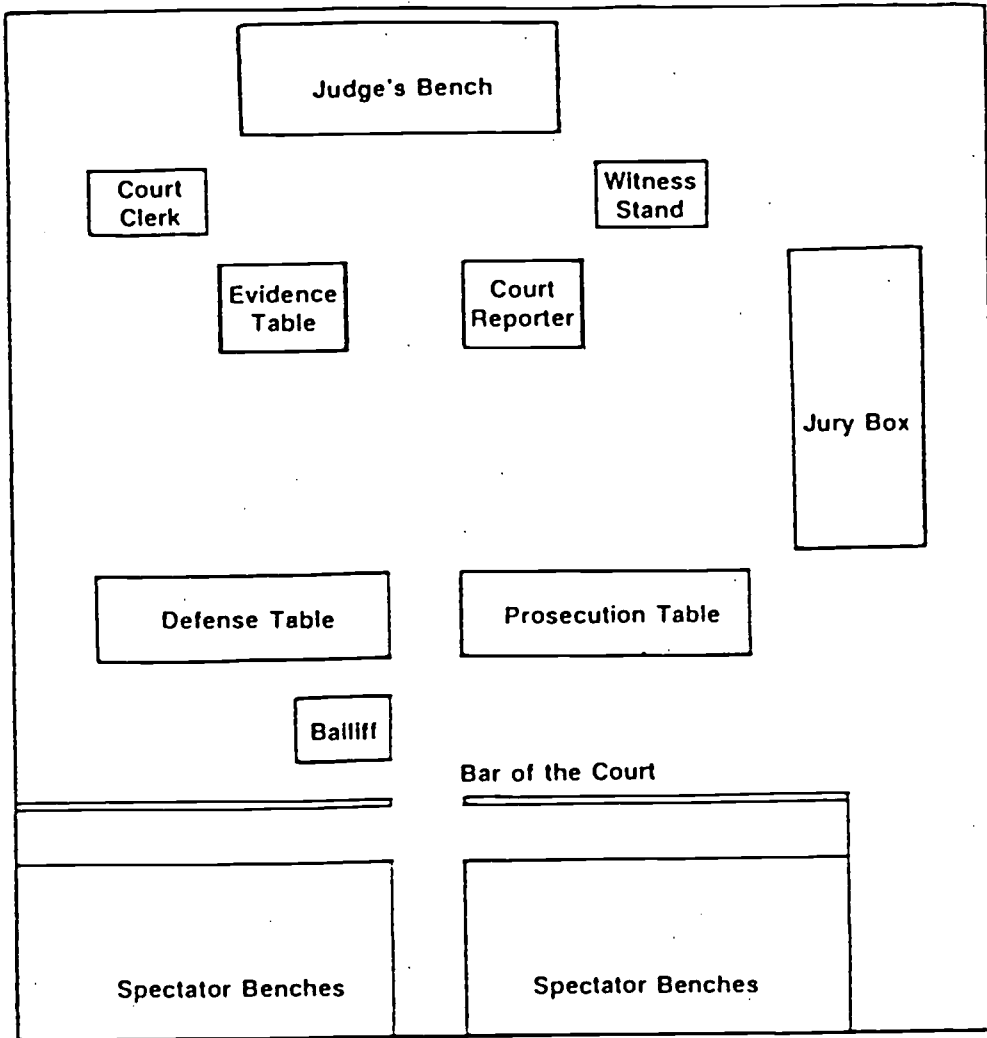 Judge's Bench
Court
Clerk
Witness
Stand
Evidence
Table
Court
Reporter
Jury Box
Defense Table
Prosecution Table
Bailiff
Bar of the Court
Spectator Benches
Spectator Benches